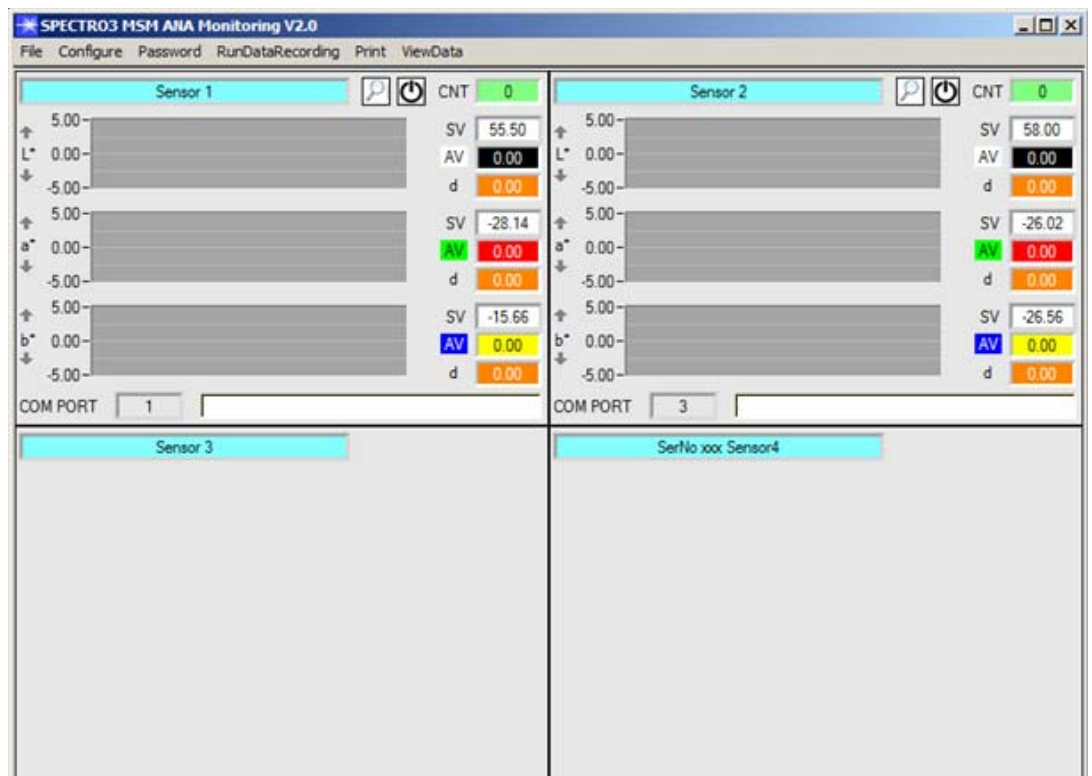 SPECTRO3 MSM ANA Monitoring V2.0
File Configure Password RunDataRecording Print ViewData
Sensor 1 CNT 0
5.00 SV 55.50
L* 0.00 AV 0.00
-5.00 d 0.00
5.00 SV -28.14
a* 0.00 AV 0.00
-5.00 d 0.00
5.00 SV -15.66
b* 0.00 AV 0.00
-5.00 d 0.00
COM PORT 1
Sensor 2 CNT 0
5.00 SV 58.00
L* 0.00 AV 0.00
-5.00 d 0.00
5.00 SV -26.02
a* 0.00 AV 0.00
-5.00 d 0.00
5.00 SV -26.56
b* 0.00 AV 0.00
-5.00 d 0.00
COM PORT 3
Sensor 3
SerNo xxx Sensor4